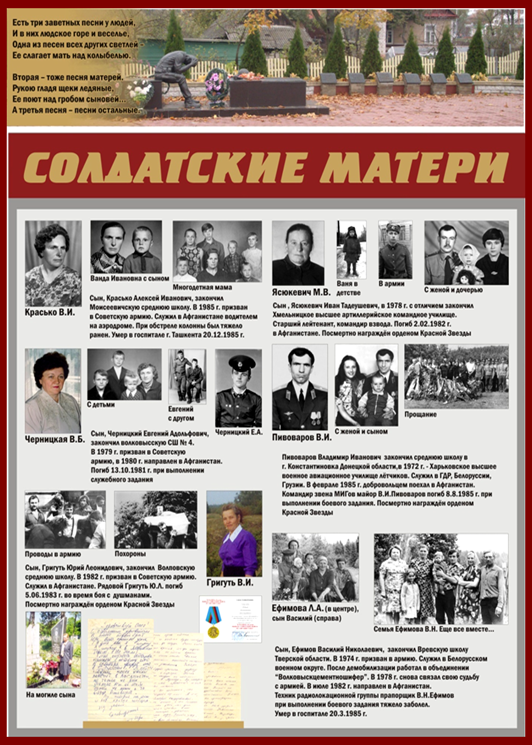 Есть три заветных песни у людей,
И в них людское горе и веселье,
Одна из песен всех других светлей -
Ее слагает мать над колыбелью.
Вторая – тоже песня матерей.
Рукою гладя щеки ледяные,
Ее поют над гробом сыновей...
А третья песня – песни остальные.
СОЛДАТСКИЕ МАТЕРИ
Красько В.И.
Ванда Ивановна с сыном
Многодетная мама
Сын, Красько Алексей Иванович, закончил
Моисеевичскую среднюю школу. В 1985 г. призван
в Советскую армию. Служил в Афганистане водителем
на аэродроме. При обстреле колонны был тяжело
ранен. Умер в госпитале г. Ташкента 20.12.1985 г.
Ясюкевич М.В.
Ваня в
детстве
В армии
С женой и дочерью
Сын , Ясюкевич Иван Тадеушевич, в 1978 г. с отличием закончил
Хмельницкое высшее артиллерийское командное училище.
Старший лейтенант, командир взвода. Погиб 2.02.1982 г.
в Афганистане. Посмертно награждён орденом Красной Звезды
Черницкая В.Б.
С детьми
Евгений
с другом
Черницкий Е.А.
Сын, Черницкий Евгений Адольфович,
закончил волковысскую СШ № 4.
В 1979 г. призван в Советскую
армию, в 1980 г. направлен в Афганистан.
Погиб 13.10.1981 г. при выполнении
служебного задания
Пивоваров В.И.
С женой и сыном
Прощание
Пивоваров Владимир Иванович закончил среднюю школу в
г. Константиновка Донецкой области,в 1972 г. - Харьковское высшее
военное авиационное училище лётчиков. Служил в ГДР, Белоруссии,
Грузии. В феврале 1985 г. добровольцем поехал в Афганистан.
Командир звена МИГов майор В.И.Пивоваров погиб 8.8.1985 г. при
выполнении боевого задания. Посмертно награждён орденом
Красной Звезды
Проводы в армию
Похороны
Григуть В.И.
Сын, Григуть Юрий Леонидович, закончил Волповскую
среднюю школу. В 1982 г. призван в Советскую армию.
Служил в Афганистане. Рядовой Григуть Ю.Л. погиб
5.06.1983 г. во время боя с душманами.
Посмертно награждён орденом Красной Звезды
На могиле сына
Ефимова Л.А. (в центре),
сын Василий (справа)
Семья Ефимова В.Н. Еще все вместе...
Сын, Ефимов Василий Николаевич, закончил Вревскую школу
Тверской области. В 1974 г. призван в армию. Служил в Белорусском
военном округе. После демобилизации работал в объединении
"Волковыскцементношифер". В 1978 г. снова связал свою судьбу
с армией. В июле 1982 г. направлен в Афганистан.
Техник радиолокационной группы прапорщик В.Н.Ефимов
при выполнении боевого задания тяжело заболел.
Умер в госпитале 20.3.1985 г.